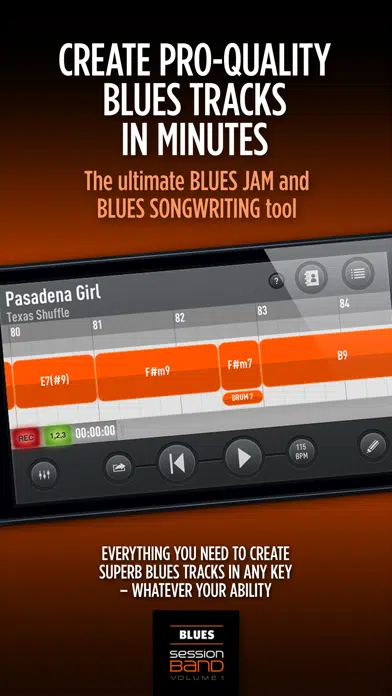 CREATE PRO-QUALITY
BLUES TRACKS
IN MINUTES
The ultimate BLUES JAM and
BLUES SONGWRITING tool
Pasadena Girl
Texas Shuffle
?
80 81 82 83 84
E7(#9) F#m9 F#m7 B9
DRUM 7
REC 1,2,3 00:00:00
115
BPM
EVERYTHING YOU NEED TO CREATE
SUPERB BLUES TRACKS IN ANY KEY
– WHATEVER YOUR ABILITY
BLUES
SESSION
BAND
VOLUME 1